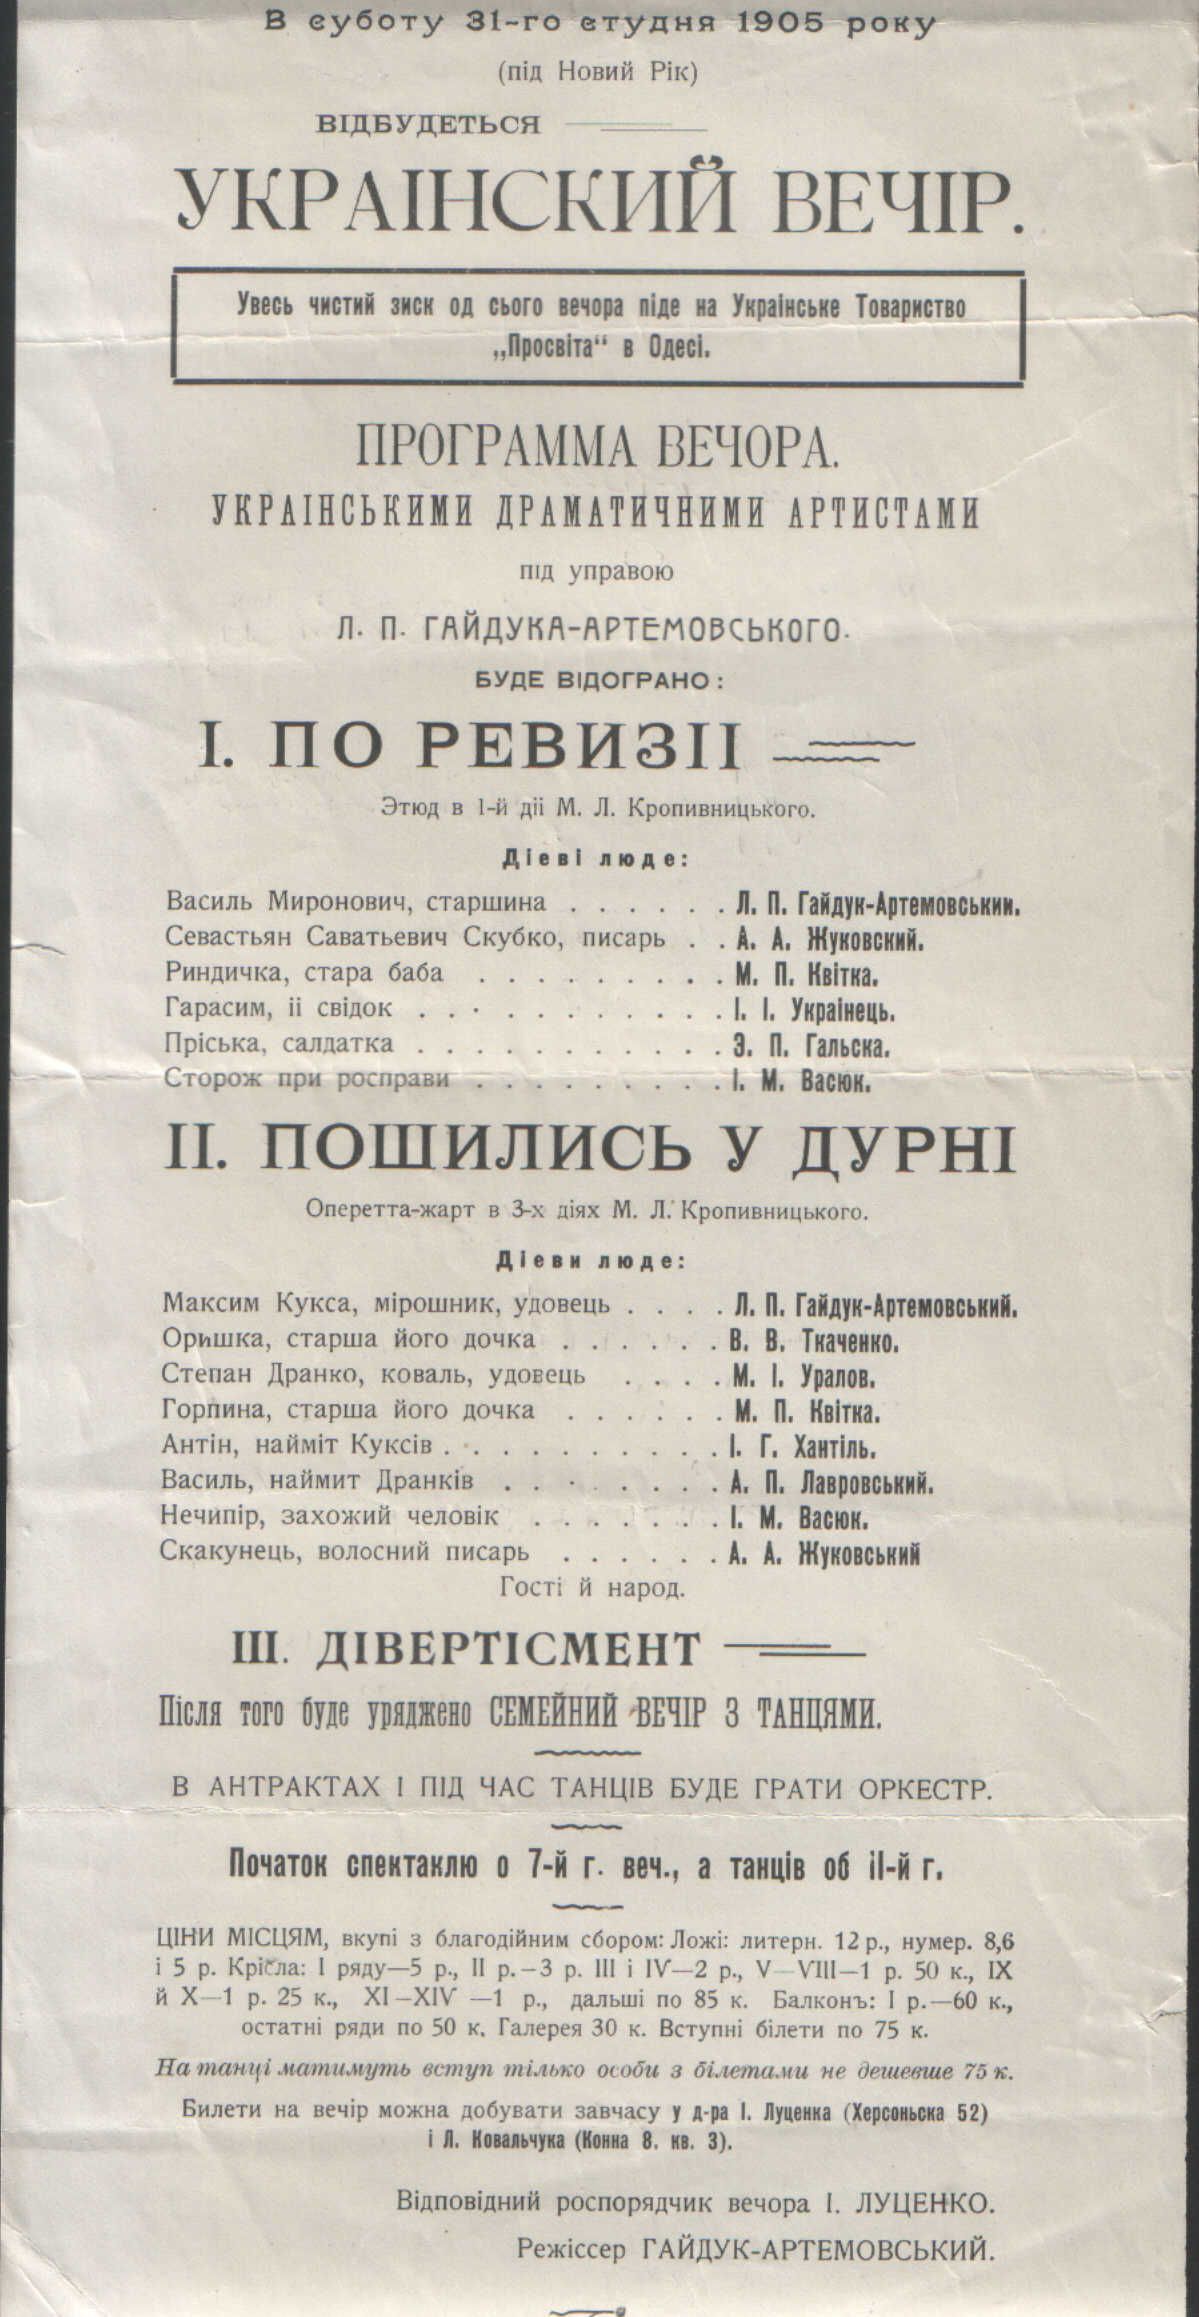 В суботу 31-го студня 1905 року
(під Новий Рік)
ВІДБУДЕТЬСЯ
УКРАІНСКИЙ ВЕЧІР.
Увесь чистий зиск од сього вечора піде на Украінське Товариство
„Просвіта“ в Одесі.
ПРОГРАММА ВЕЧОРА.
УКРАІНСЬКИМИ ДРАМАТИЧНИМИ АРТИСТАМИ
під управою
Л. П. ГАЙДУКА-АРТЕМОВСЬКОГО.
БУДЕ ВІДОГРАНО:
I. ПО РЕВИЗІІ
Этюд в 1-й діі М. Л. Кропивницького.
Діеві люде:
Василь Миронович, старшина . . . . . . Л. П. Гайдук-Артемовський.
Севастьян Саватьевич Скубко, писарь . . А. А. Жуковский.
Риндичка, стара баба . . . . . . . . . М. П. Квітка.
Гарасим, іі свідок . . . . . . . . . . . І. І. Украінець.
Пріська, салдатка . . . . . . . . . . . Э. П. Гальска.
Сторож при росправи . . . . . . . . . І. М. Васюк.
II. ПОШИЛИСЬ У ДУРНІ
Оперетта-жарт в 3-х діях М. Л. Кропивницького.
Діеви люде:
Максим Кукса, мірошник, удовець . . . . Л. П. Гайдук-Артемовський.
Оришка, старша його дочка . . . . . . В. В. Ткаченко.
Степан Дранко, коваль, удовець . . . . М. І. Уралов.
Горпина, старша його дочка . . . . . . М. П. Квітка.
Антін, найміт Куксів . . . . . . . . . . І. Г. Хантіль.
Василь, наймит Дранків . . . . . . . . А. П. Лавровський.
Нечипір, захожий человік . . . . . . . І. М. Васюк.
Скакунець, волосний писарь . . . . . . А. А. Жуковський
Гості й народ.
III. ДІВЕРТІСМЕНТ
Після того буде уряджено СЕМЕЙНИЙ ВЕЧІР З ТАНЦЯМИ.
В АНТРАКТАХ І ПІД ЧАС ТАНЦІВ БУДЕ ГРАТИ ОРКЕСТР.
Початок спектаклю о 7-й г. веч., а танців об іІ-й г.
ЦІНИ МІСЦЯМ, вкупі з благодійним сбором: Ложі: литерн. 12 р., нумер. 8,6
і 5 р. Крісла: I ряду—5 р., II р.—3 р. III і IV—2 р., V—VIII—1 р. 50 к., IX
й X—1 р. 25 к., XI—XIV —1 р., дальші по 85 к. Балконъ: I р.—60 к.,
остатні ряди по 50 к. Галерея 30 к. Вступні білети по 75 к.
На танці матимуть вступ тілько особи з білетами не дешевше 75 к.
Билети на вечір можна добувати завчасу у д-ра І. Луценка (Херсоньска 52)
і Л. Ковальчука (Конна 8. кв. 3).
Відповідний роспорядчик вечора І. ЛУЦЕНКО.
Режіссер ГАЙДУК-АРТЕМОВСЬКИЙ.